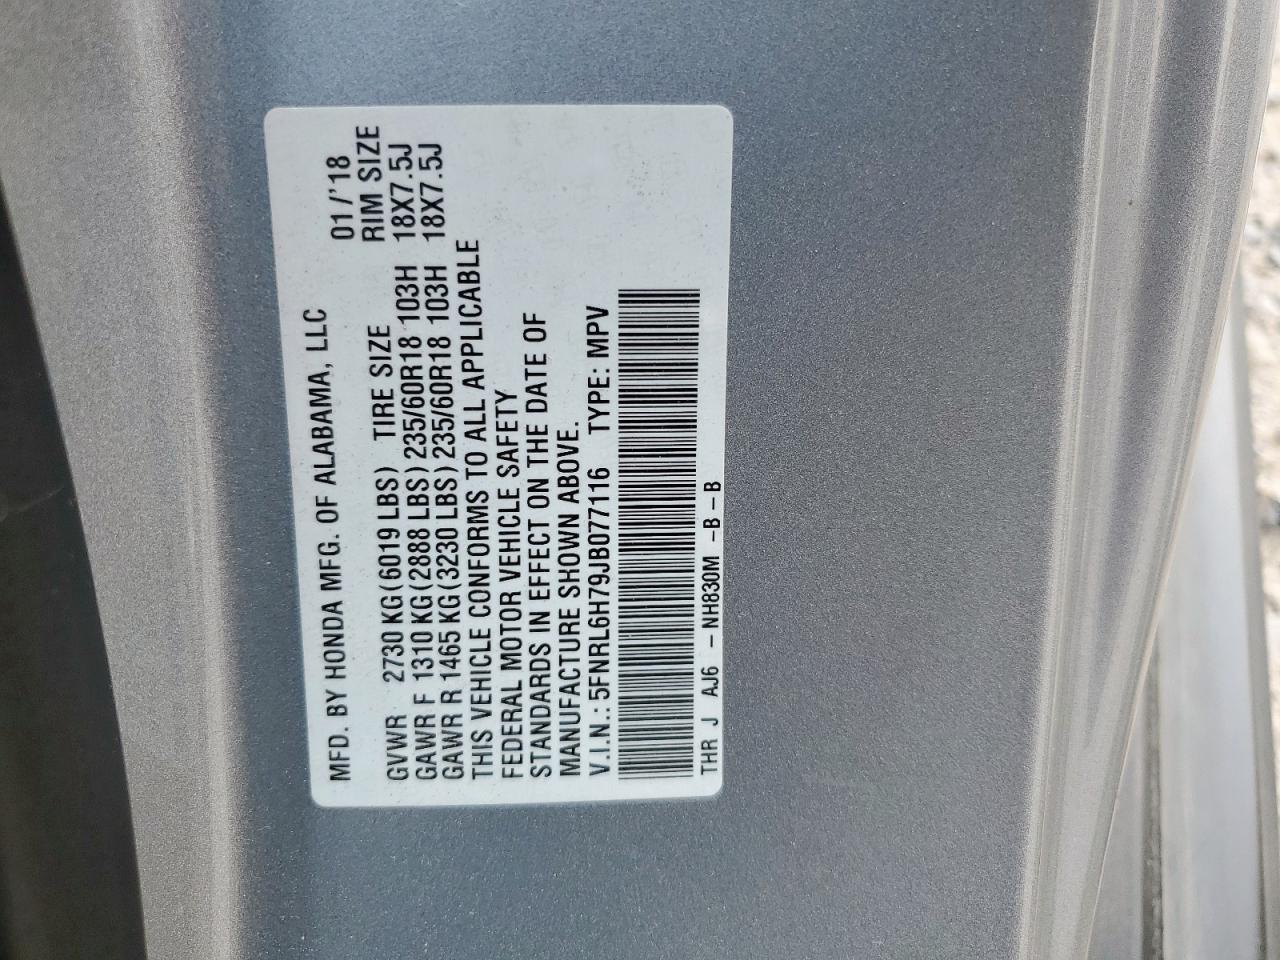 MFD. BY HONDA MFG. OF ALABAMA, LLC 01/'18
RIM SIZE
GVWR 2730 KG (6019 LBS) TIRE SIZE
GAWR F 1310 KG (2888 LBS) 235/60R18 103H 18X7.5J
GAWR R 1465 KG (3230 LBS) 235/60R18 103H 18X7.5J
THIS VEHICLE CONFORMS TO ALL APPLICABLE
FEDERAL MOTOR VEHICLE SAFETY
STANDARDS IN EFFECT ON THE DATE OF
MANUFACTURE SHOWN ABOVE.
V.I.N.: 5FNRL6H79JB077116 TYPE: MPV
THR J AJ6 -NH830M -B-B